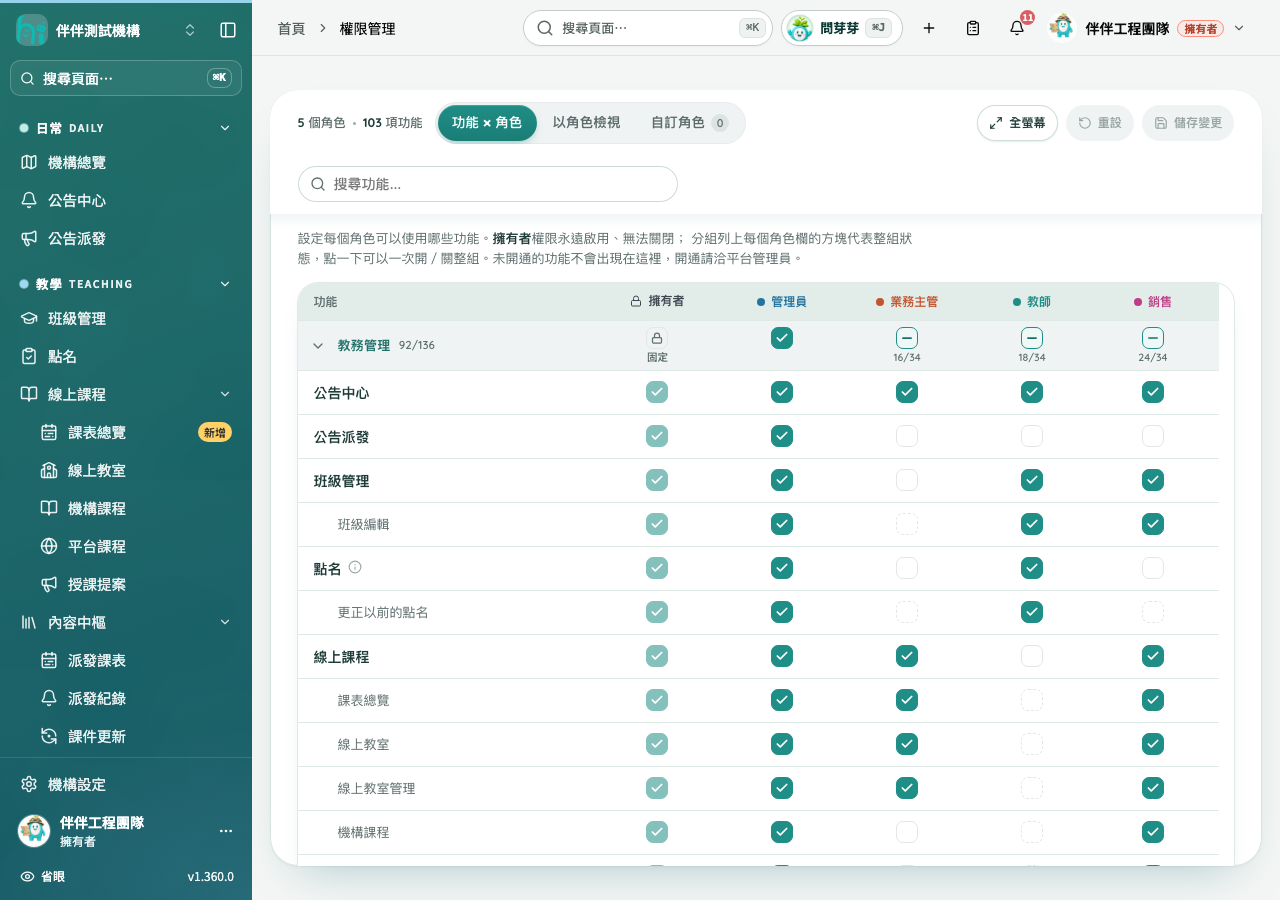 伴伴測試機構
搜尋頁面… ⌘K
日常 DAILY
機構總覽
公告中心
公告派發
教學 TEACHING
班級管理
點名
線上課程
課表總覽 新增
線上教室
機構課程
平台課程
授課提案
內容中樞
派發課表
派發紀錄
課件更新
機構設定
伴伴工程團隊
擁有者
省眼 v1.360.0
首頁 > 權限管理
搜尋頁面… ⌘K
問芽芽 ⌘J
11
伴伴工程團隊 擁有者
5 個角色 • 103 項功能
功能 × 角色 以角色檢視 自訂角色 0
全螢幕 重設 儲存變更
搜尋功能...
設定每個角色可以使用哪些功能。擁有者權限永遠啟用、無法關閉； 分組列上每個角色欄的方塊代表整組狀
態，點一下可以一次開 / 關整組。未開通的功能不會出現在這裡，開通請洽平台管理員。
功能 擁有者 管理員 業務主管 教師 銷售
教務管理 92/136 固定 16/34 18/34 24/34
公告中心
公告派發
班級管理
班級編輯
點名
更正以前的點名
線上課程
課表總覽
線上教室
線上教室管理
機構課程